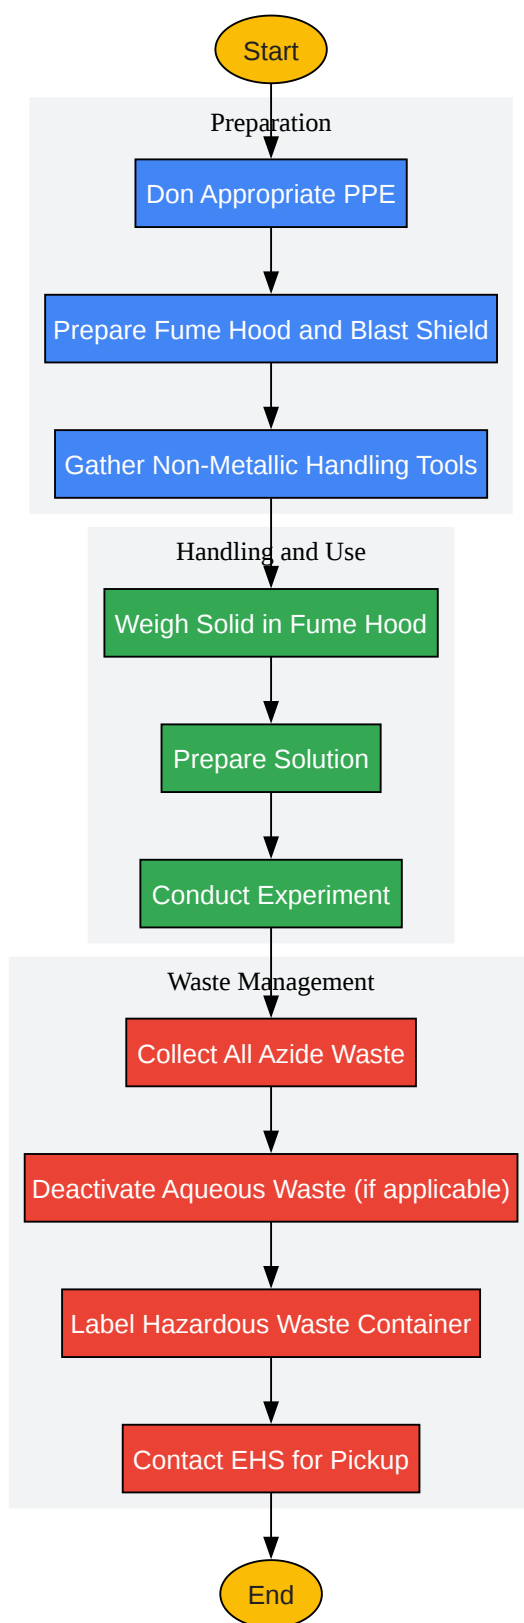 Start
Preparation
Don Appropriate PPE
Prepare Fume Hood and Blast Shield
Gather Non-Metallic Handling Tools
Handling and Use
Weigh Solid in Fume Hood
Prepare Solution
Conduct Experiment
Waste Management
Collect All Azide Waste
Deactivate Aqueous Waste (if applicable)
Label Hazardous Waste Container
Contact EHS for Pickup
End